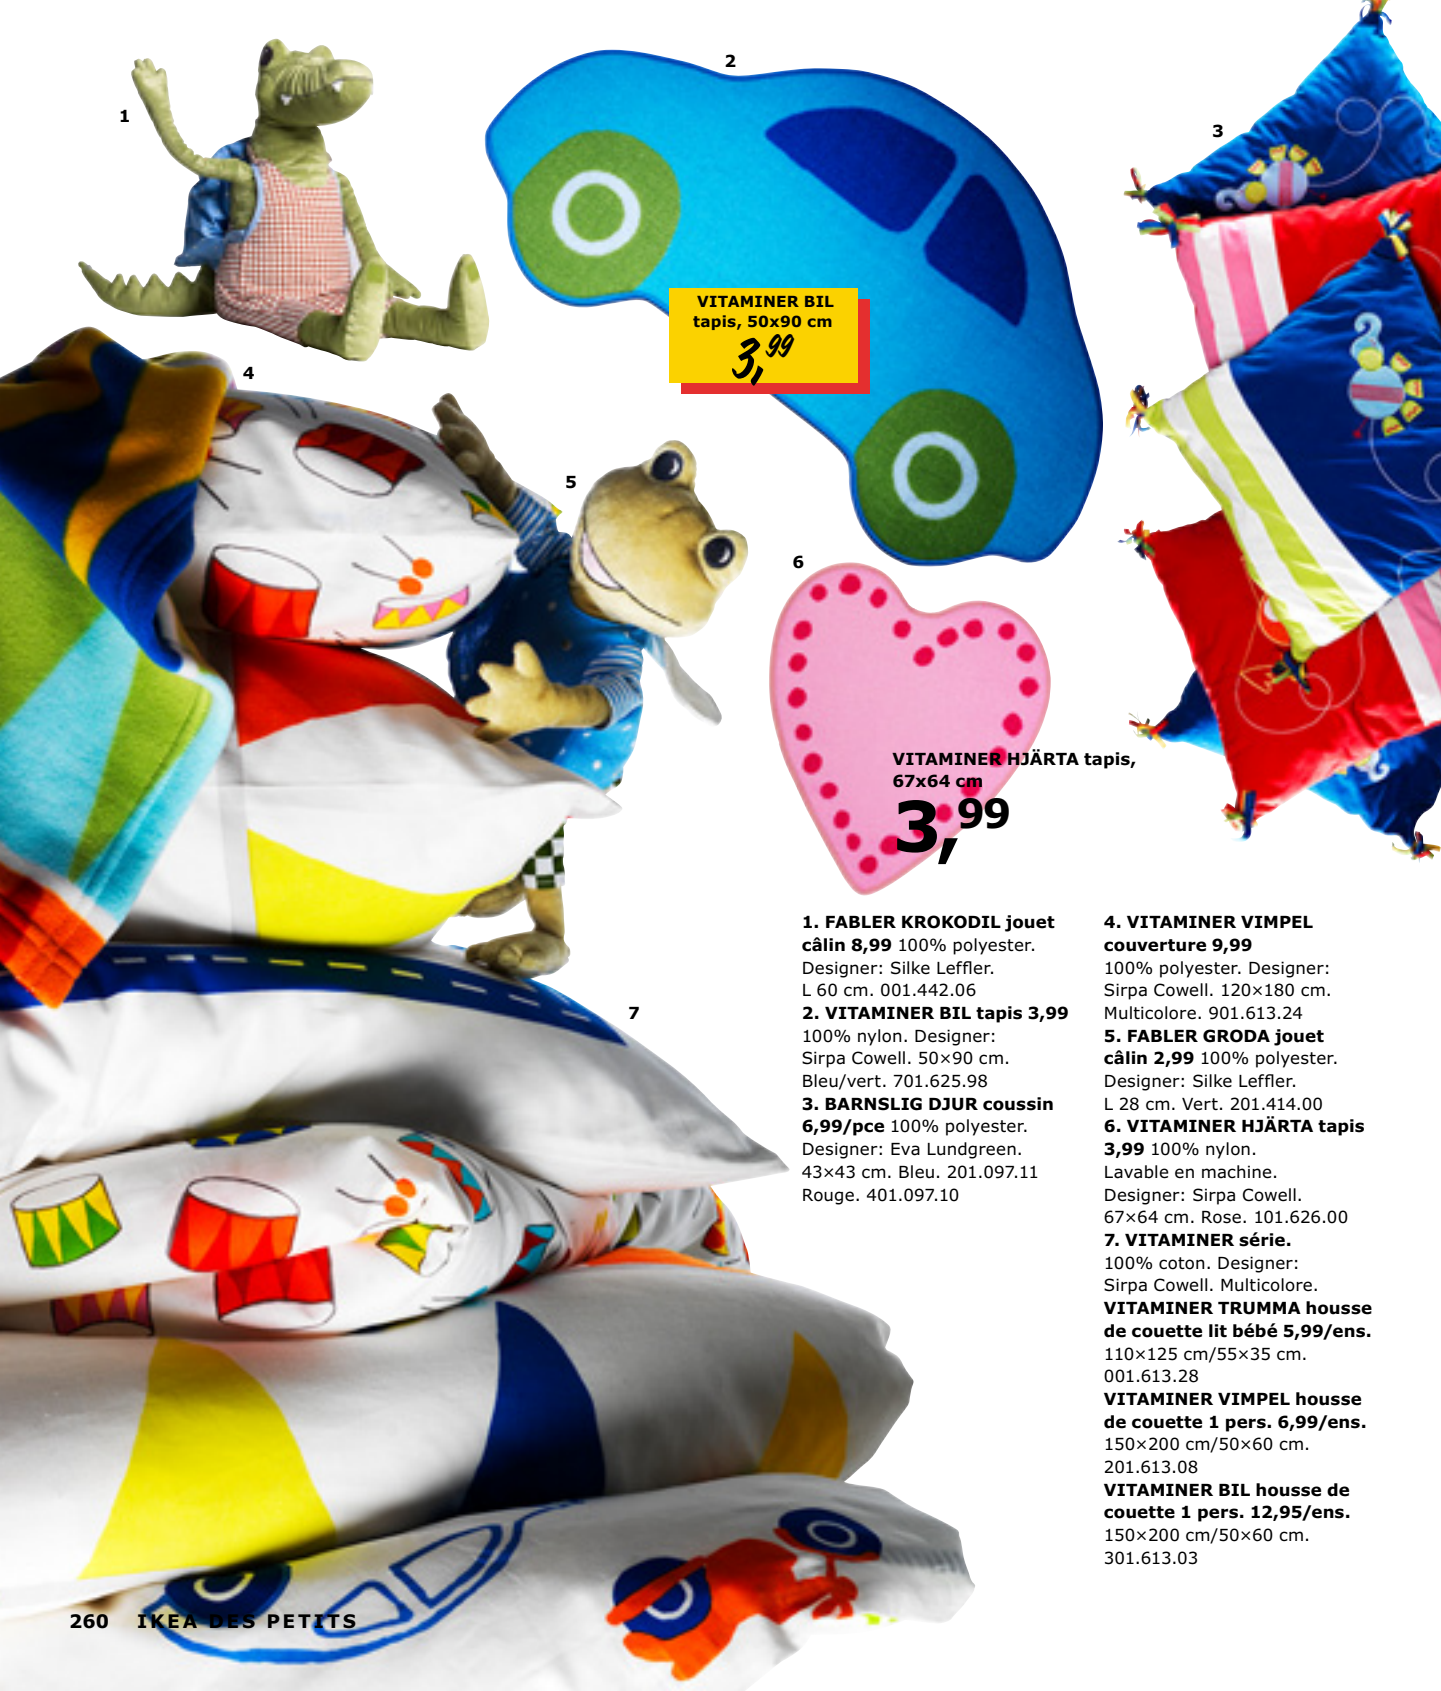 1
2
3
VITAMINER BIL
tapis, 50x90 cm
3,99
4
5
6
VITAMINER HJÄRTA tapis,
67x64 cm
3,99
7
1. FABLER KROKODIL jouet
câlin 8,99 100% polyester.
Designer: Silke Leffler.
L 60 cm. 001.442.06
2. VITAMINER BIL tapis 3,99
100% nylon. Designer:
Sirpa Cowell. 50×90 cm.
Bleu/vert. 701.625.98
3. BARNSLIG DJUR coussin
6,99/pce 100% polyester.
Designer: Eva Lundgreen.
43×43 cm. Bleu. 201.097.11
Rouge. 401.097.10
4. VITAMINER VIMPEL
couverture 9,99
100% polyester. Designer:
Sirpa Cowell. 120×180 cm.
Multicolore. 901.613.24
5. FABLER GRODA jouet
câlin 2,99 100% polyester.
Designer: Silke Leffler.
L 28 cm. Vert. 201.414.00
6. VITAMINER HJÄRTA tapis
3,99 100% nylon.
Lavable en machine.
Designer: Sirpa Cowell.
67×64 cm. Rose. 101.626.00
7. VITAMINER série.
100% coton. Designer:
Sirpa Cowell. Multicolore.
VITAMINER TRUMMA housse
de couette lit bébé 5,99/ens.
110×125 cm/55×35 cm.
001.613.28
VITAMINER VIMPEL housse
de couette 1 pers. 6,99/ens.
150×200 cm/50×60 cm.
201.613.08
VITAMINER BIL housse de
couette 1 pers. 12,95/ens.
150×200 cm/50×60 cm.
301.613.03
260 IKEA DES PETITS